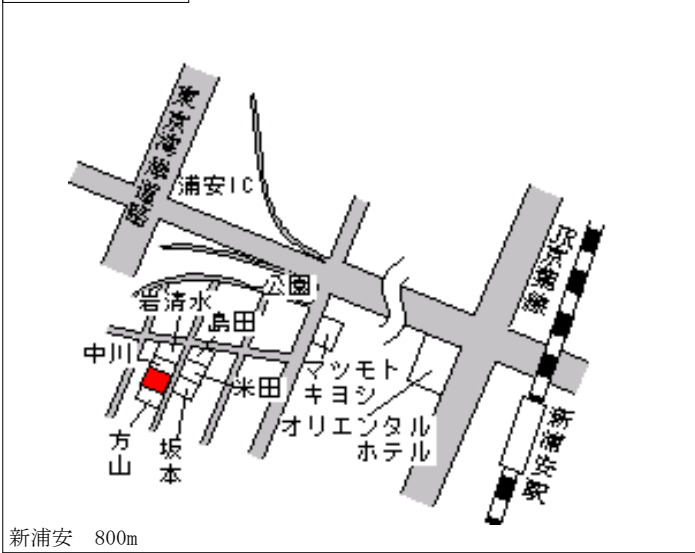 東京湾岸道路
浦安IC
JR京葉線
公園
岩清水
島田
中川
マツモト
キヨシ
米田
オリエンタル
ホテル
方山
坂本
新浦安駅
新浦安 800m